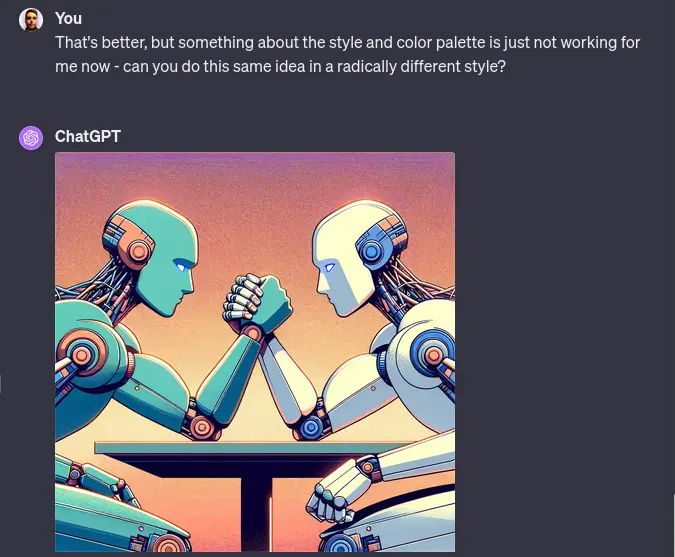 You
That's better, but something about the style and color palette is just not working for
me now - can you do this same idea in a radically different style?
ChatGPT